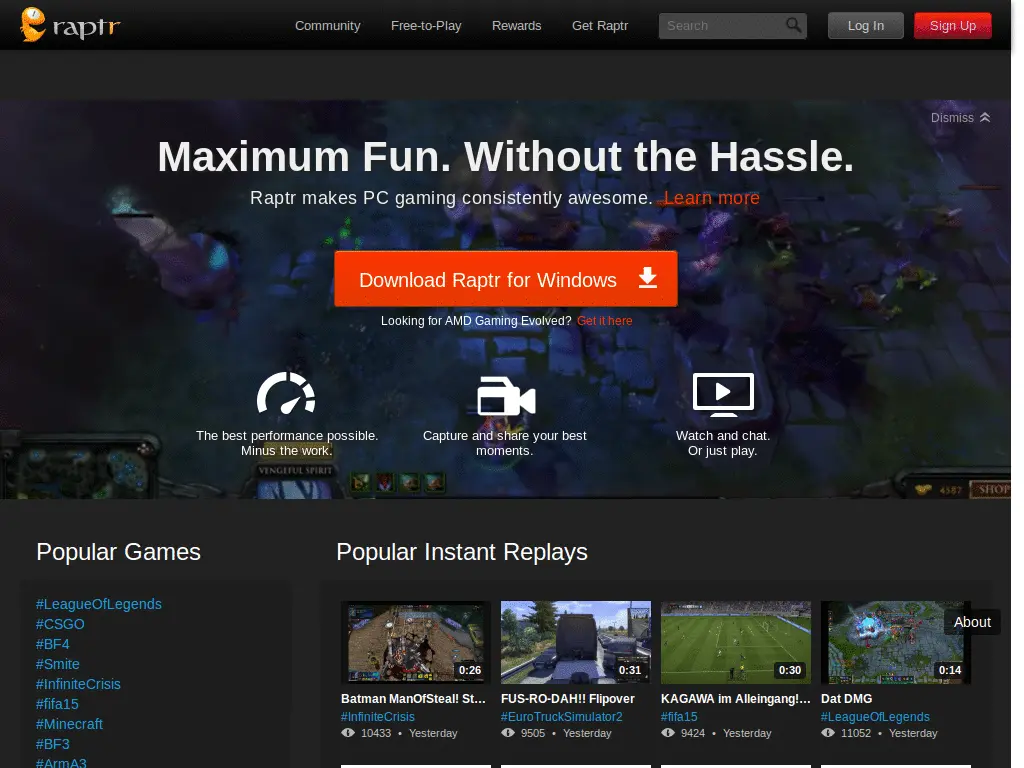 raptr
Community
Free-to-Play
Rewards
Get Raptr
Search
Log In
Sign Up
Dismiss
Maximum Fun. Without the Hassle.
Raptr makes PC gaming consistently awesome. Learn more
Download Raptr for Windows
Looking for AMD Gaming Evolved? Get it here
The best performance possible.
Minus the work.
Capture and share your best
moments.
Watch and chat.
Or just play.
VENGEFUL SPIRIT
4387
SHOP
Popular Games
#LeagueOfLegends
#CSGO
#BF4
#Smite
#InfiniteCrisis
#fifa15
#Minecraft
#BF3
#ArmA3
Popular Instant Replays
0:26
Batman ManOfSteal! St...
#InfiniteCrisis
10433 • Yesterday
0:31
FUS-RO-DAH!! Flipover
#EuroTruckSimulator2
9505 • Yesterday
0:30
KAGAWA im Alleingang!...
#fifa15
9424 • Yesterday
0:14
Dat DMG
#LeagueOfLegends
11052 • Yesterday
About